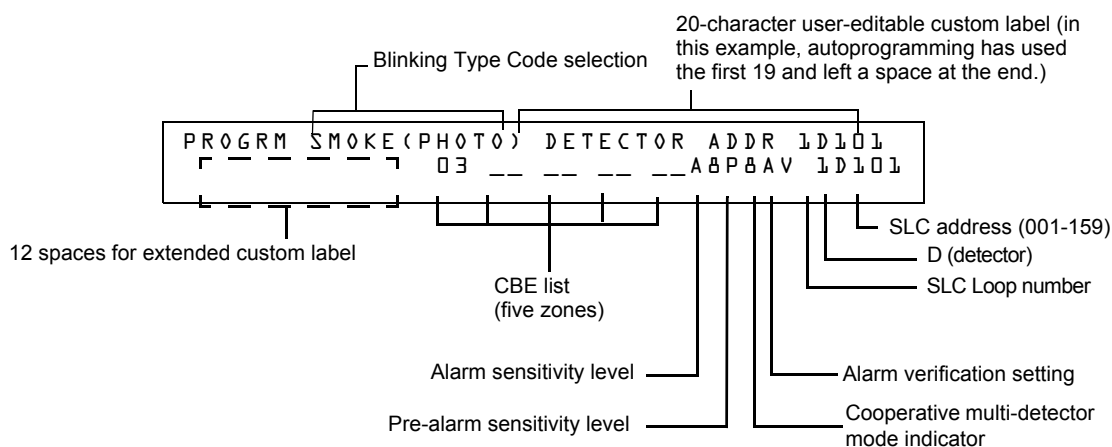 20-character user-editable custom label (in
this example, autoprogramming has used
the first 19 and left a space at the end.)
Blinking Type Code selection
PROGRM SMOKE(PHOTO) DETECTOR ADDR 1D101
03 __ __ __ __A8P8AV 1D101
12 spaces for extended custom label
SLC address (001-159)
D (detector)
SLC Loop number
CBE list
(five zones)
Alarm sensitivity level
Alarm verification setting
Pre-alarm sensitivity level
Cooperative multi-detector
mode indicator